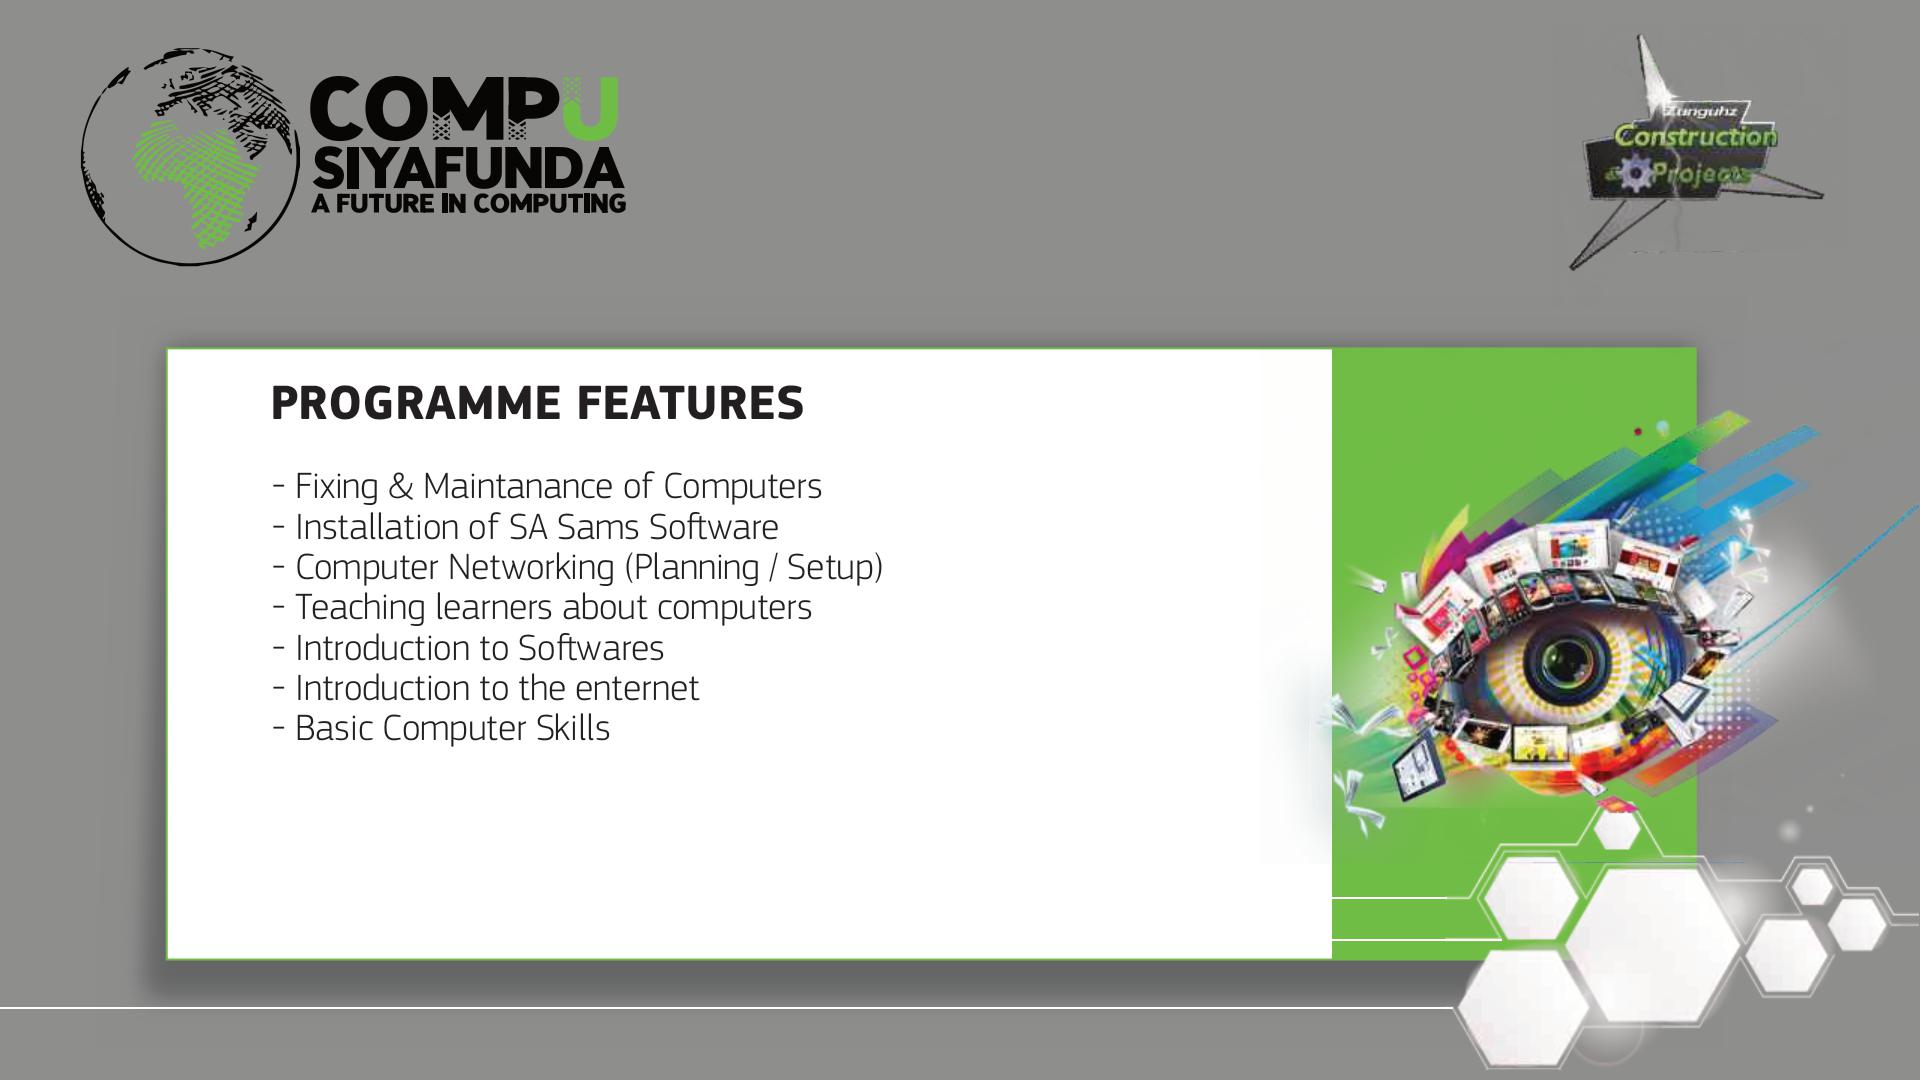 COMPU
SIYAFUNDA
A FUTURE IN COMPUTING
Zunguhz
Construction
& Projects
PROGRAMME FEATURES
- Fixing & Maintanance of Computers
- Installation of SA Sams Software
- Computer Networking (Planning / Setup)
- Teaching learners about computers
- Introduction to Softwares
- Introduction to the enternet
- Basic Computer Skills